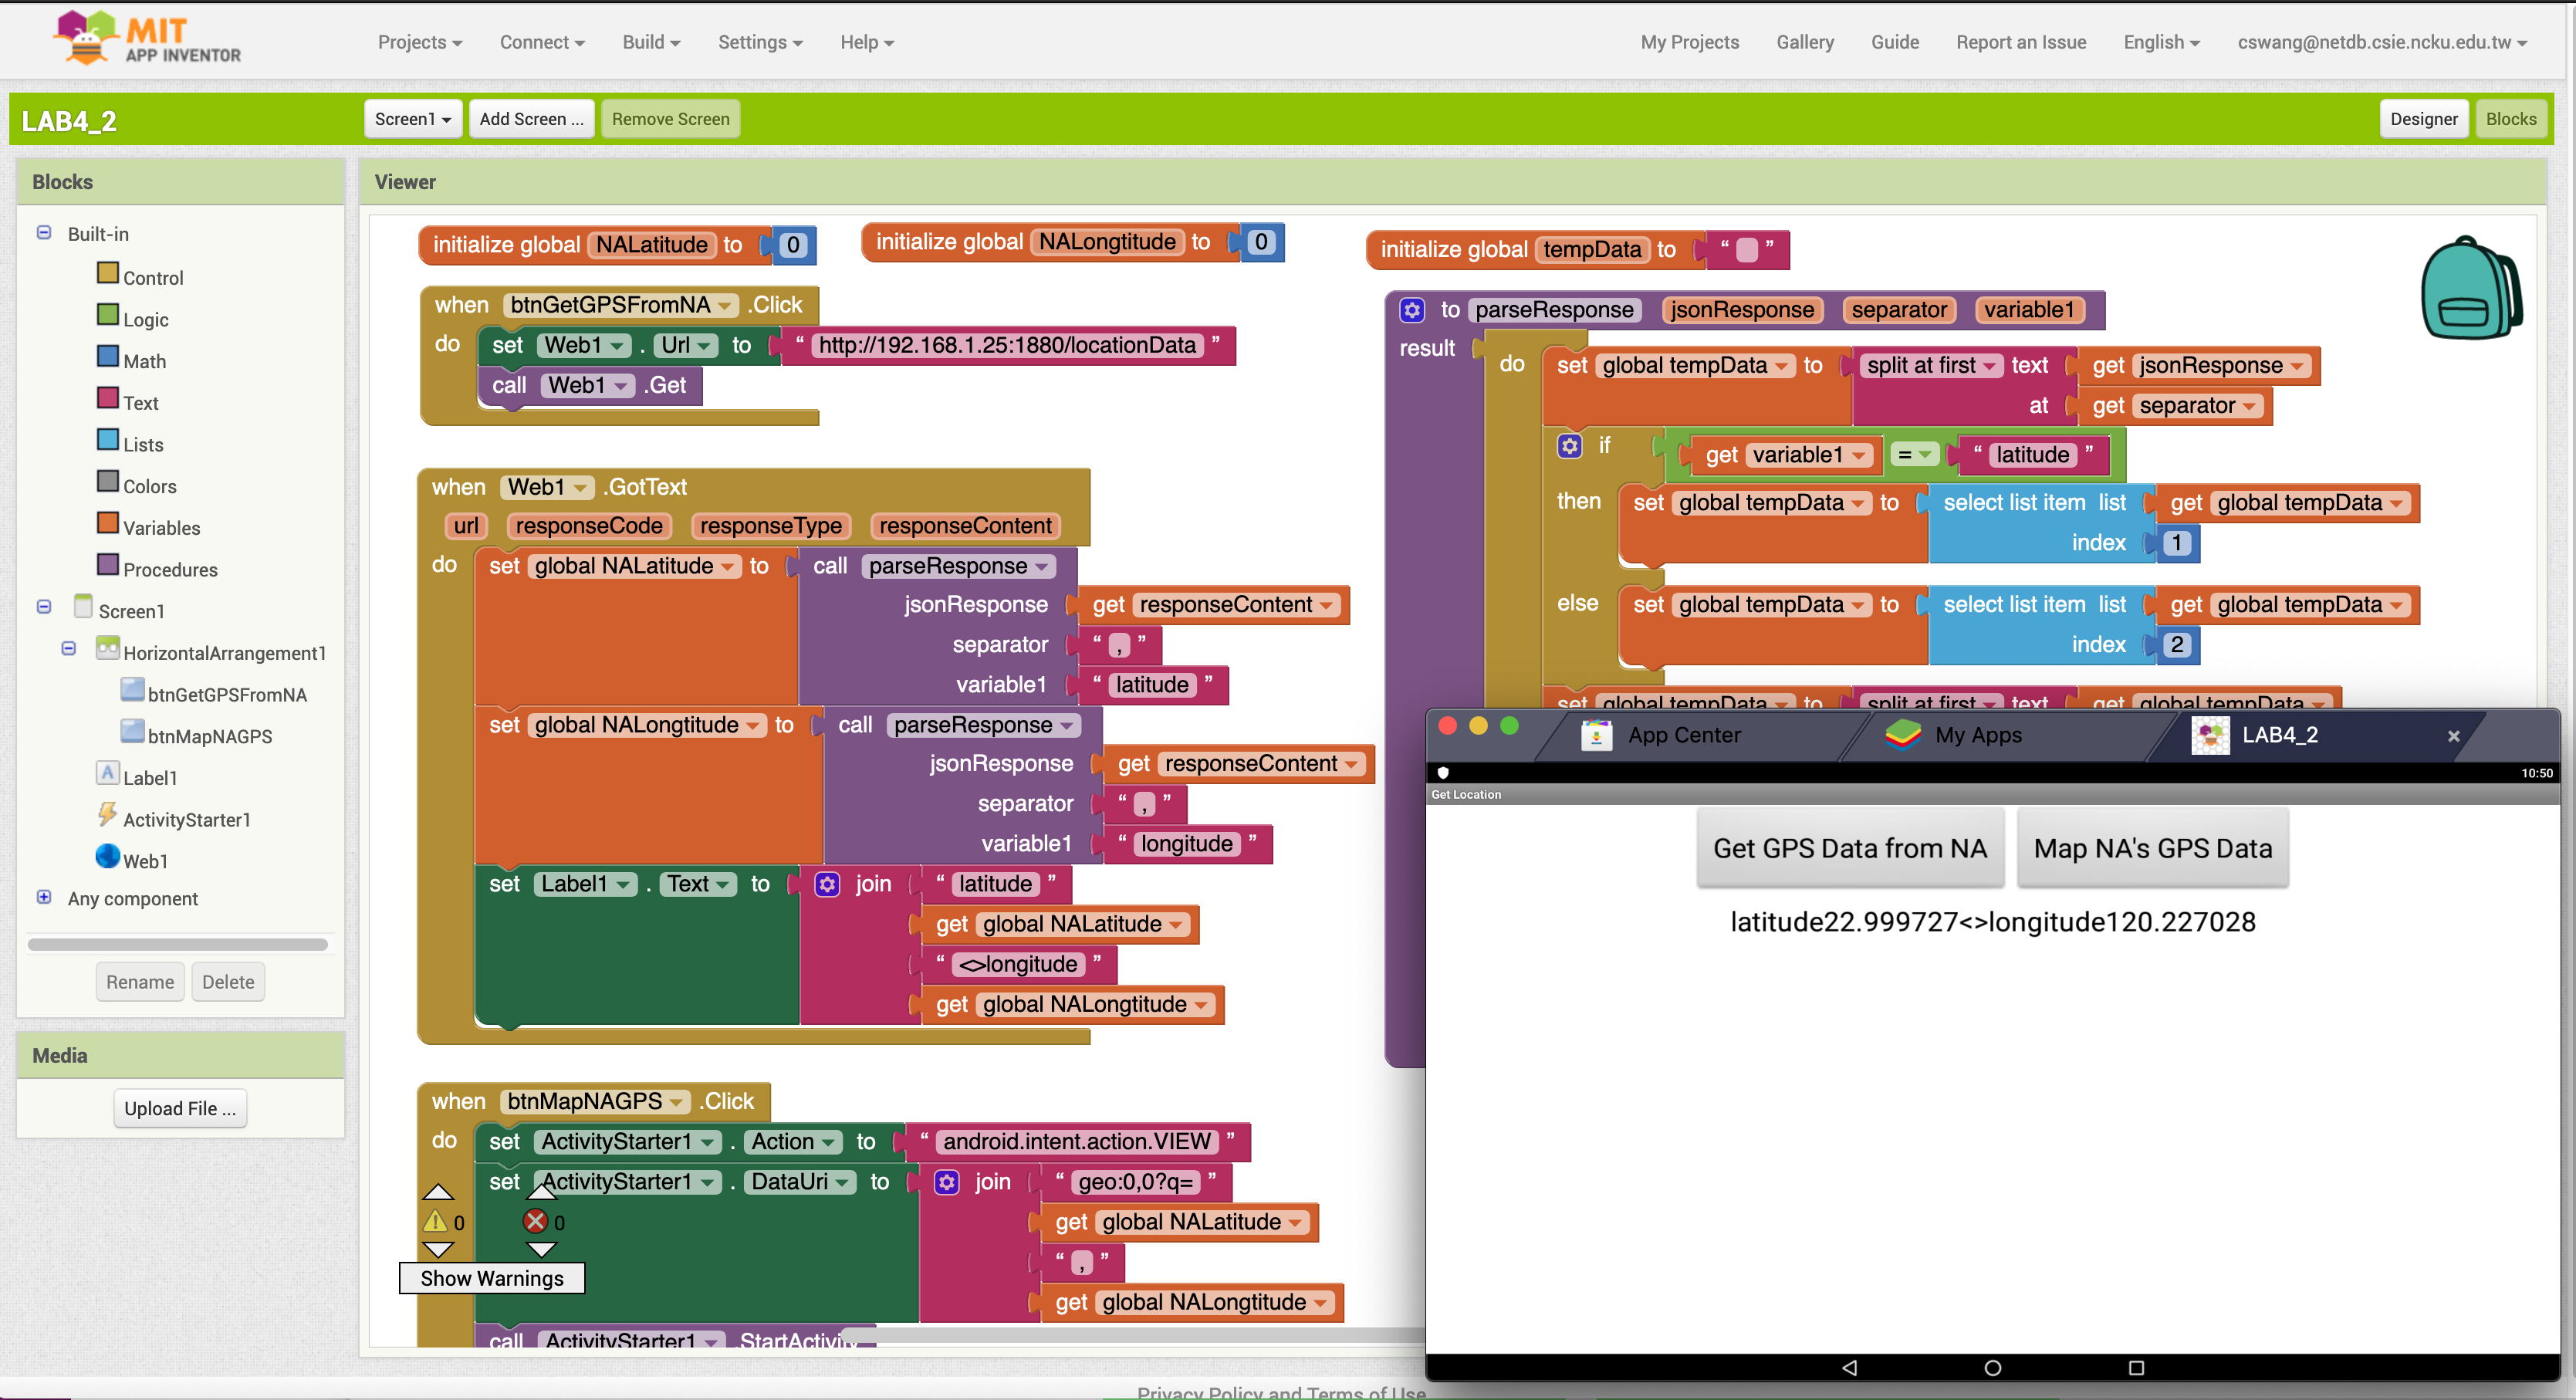 MIT
APP INVENTOR
Projects
Connect
Build
Settings
Help
My Projects
Gallery
Guide
Report an Issue
English
cswang@netdb.csie.ncku.edu.tw
LAB4_2
Screen1
Add Screen ...
Remove Screen
Designer
Blocks
Blocks
Built-in
Control
Logic
Math
Text
Lists
Colors
Variables
Procedures
Screen1
HorizontalArrangement1
btnGetGPSFromNA
btnMapNAGPS
Label1
ActivityStarter1
Web1
Any component
Rename
Delete
Media
Upload File ...
Viewer
initialize global NALatitude to 0
initialize global NALongtitude to 0
initialize global tempData to “ ”
when btnGetGPSFromNA .Click
do set Web1 . Url to “ http://192.168.1.25:1880/locationData ”
call Web1 .Get
when Web1 .GotText
url responseCode responseType responseContent
do set global NALatitude to call parseResponse
jsonResponse get responseContent
separator “ , ”
variable1 “ latitude ”
set global NALongtitude to call parseResponse
jsonResponse get responseContent
separator “ , ”
variable1 “ longitude ”
set Label1 . Text to join “ latitude ”
get global NALatitude
“ <>longitude ”
get global NALongtitude
when btnMapNAGPS .Click
do set ActivityStarter1 . Action to “ android.intent.action.VIEW ”
set ActivityStarter1 . DataUri to join “ geo:0,0?q= ”
get global NALatitude
“ , ”
get global NALongtitude
call ActivityStarter1 .StartActivity
0 0
Show Warnings
to parseResponse jsonResponse separator variable1
result do set global tempData to split at first text get jsonResponse
at get separator
if get variable1 = “ latitude ”
then set global tempData to select list item list get global tempData
index 1
else set global tempData to select list item list get global tempData
index 2
set global tempData to split at first text get global tempData
App Center
My Apps
LAB4_2
10:50
Get Location
Get GPS Data from NA
Map NA's GPS Data
latitude22.999727<>longitude120.227028
Privacy Policy and Terms of Use